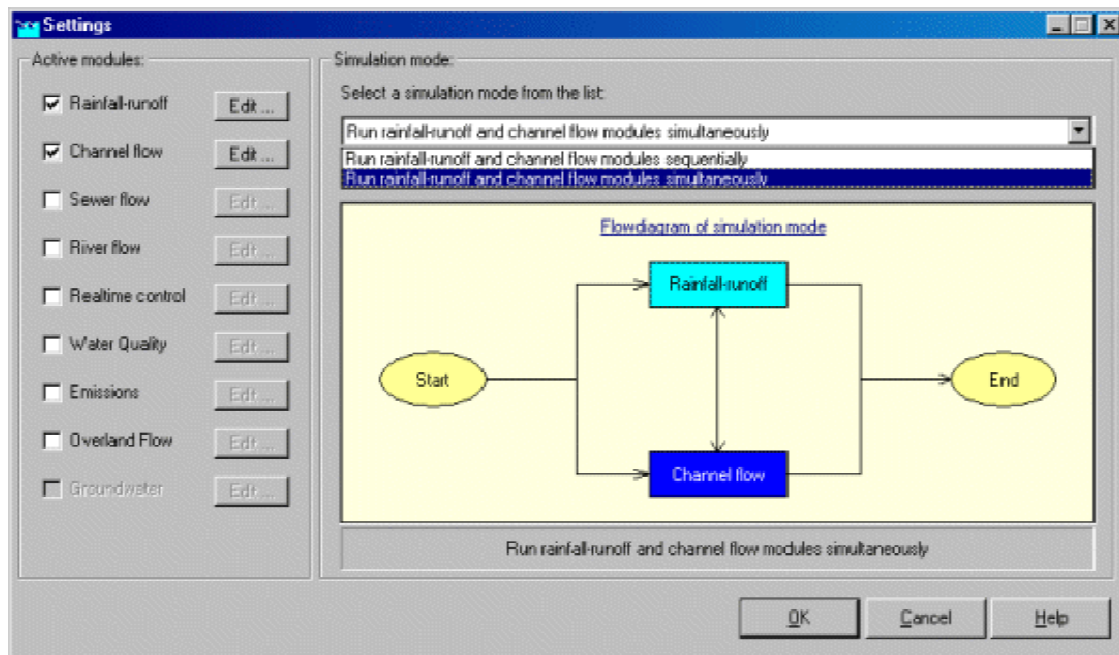 Settings
Active modules:
Rainfall-runoff Edit ...
Channel flow Edit ...
Sewer flow Edit ...
River flow Edit ...
Realtime control Edit ...
Water Quality Edit ...
Emissions Edit ...
Overland Flow Edit ...
Groundwater Edit ...
Simulation mode:
Select a simulation mode from the list:
Run rainfall-runoff and channel flow modules simultaneously
Run rainfall-runoff and channel flow modules sequentially
Run rainfall-runoff and channel flow modules simultaneously
Flowdiagram of simulation mode
Rainfall-runoff
Start
End
Channel flow
Run rainfall-runoff and channel flow modules simultaneously
OK Cancel Help